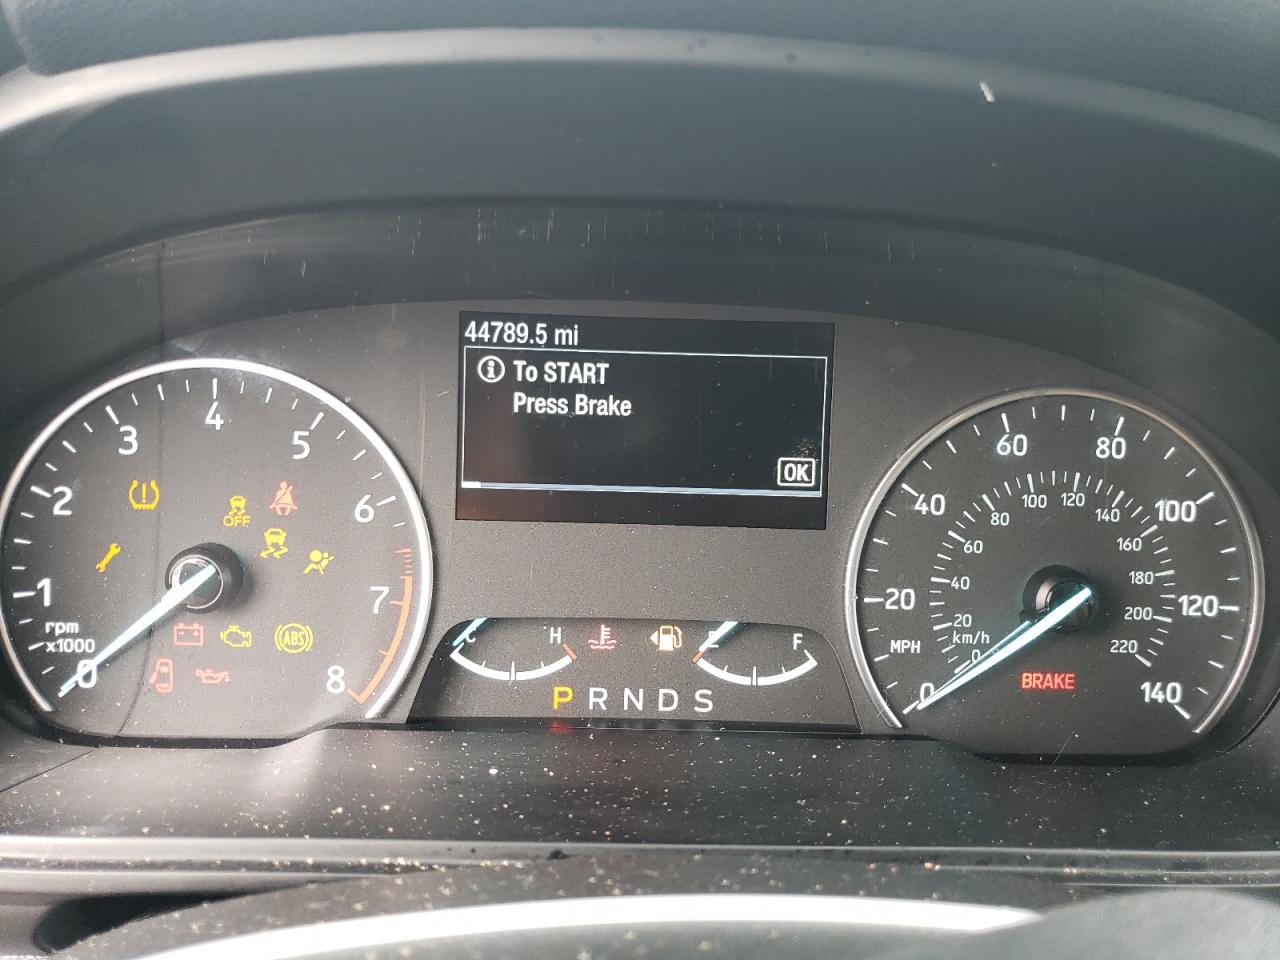 44789.5 mi
To START
Press Brake
OK
0 1 2 3 4 5 6 7 8
rpm
x1000
OFF
ABS
C H
E F
P R N D S
0 20 40 60 80 100 120 140
MPH
0 20 40 60 80 100 120 140 160 180 200 220
km/h
BRAKE